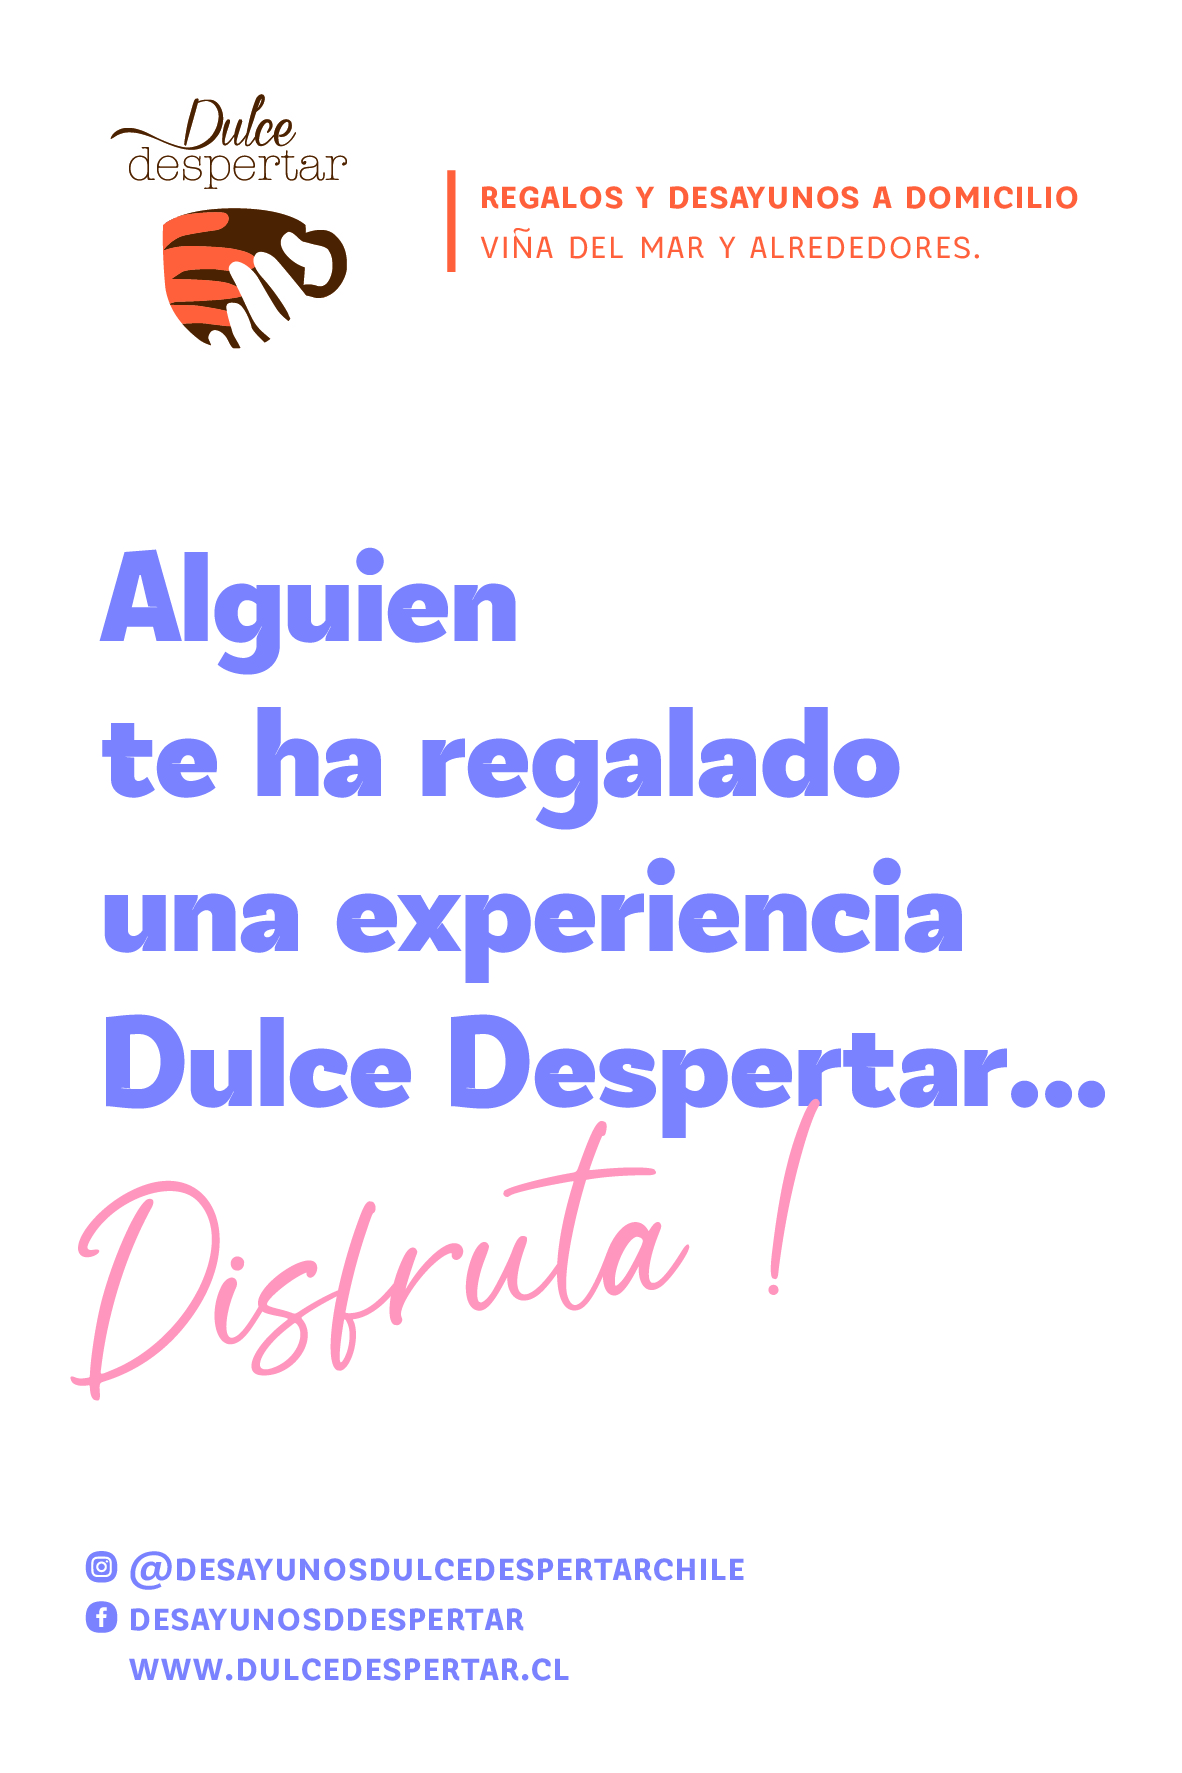 Dulce
despertar
REGALOS Y DESAYUNOS A DOMICILIO
VIÑA DEL MAR Y ALREDEDORES.
Alguien
te ha regalado
una experiencia
Dulce Despertar...
Disfruta !
@DESAYUNOSDULCEDESPERTARCHILE
DESAYUNOSDDESPERTAR
WWW.DULCEDESPERTAR.CL